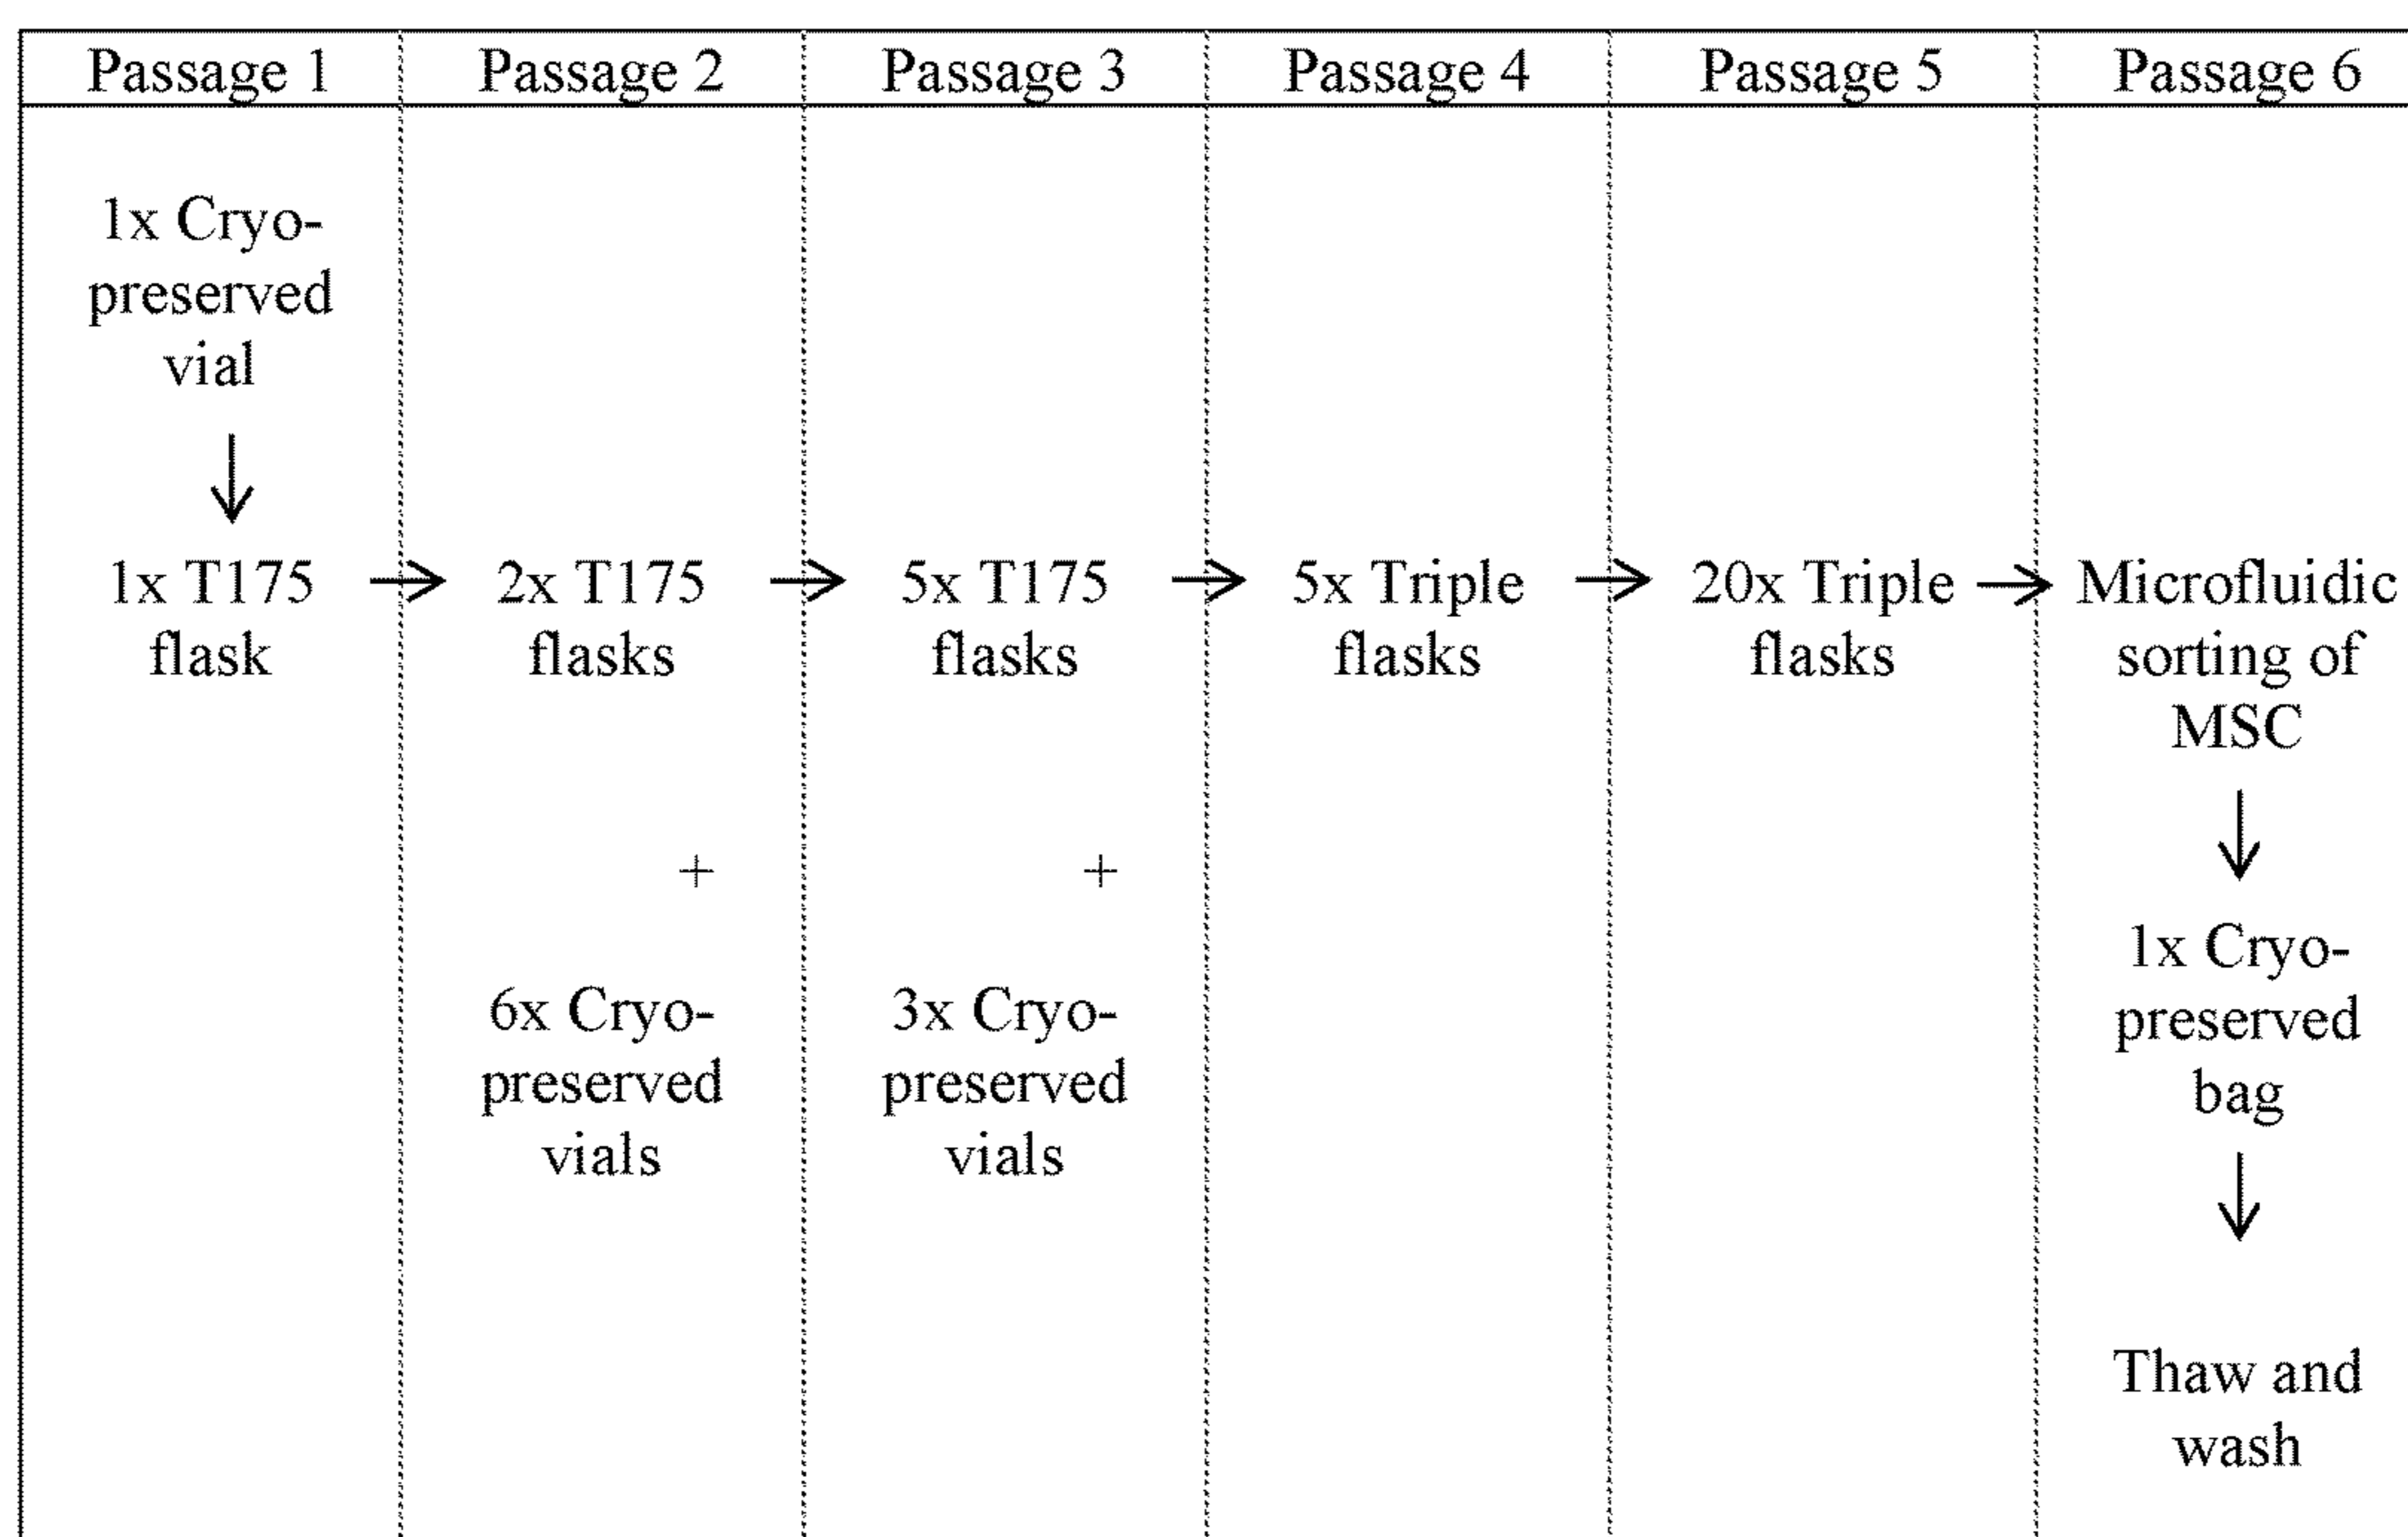 Passage 1
Passage 2
Passage 3
Passage 4
Passage 5
Passage 6
1x Cryo-
preserved
vial
1x T175
flask
2x T175
flasks
+
6x Cryo-
preserved
vials
5x T175
flasks
+
3x Cryo-
preserved
vials
5x Triple
flasks
20x Triple
flasks
Microfluidic
sorting of
MSC
1x Cryo-
preserved
bag
Thaw and
wash